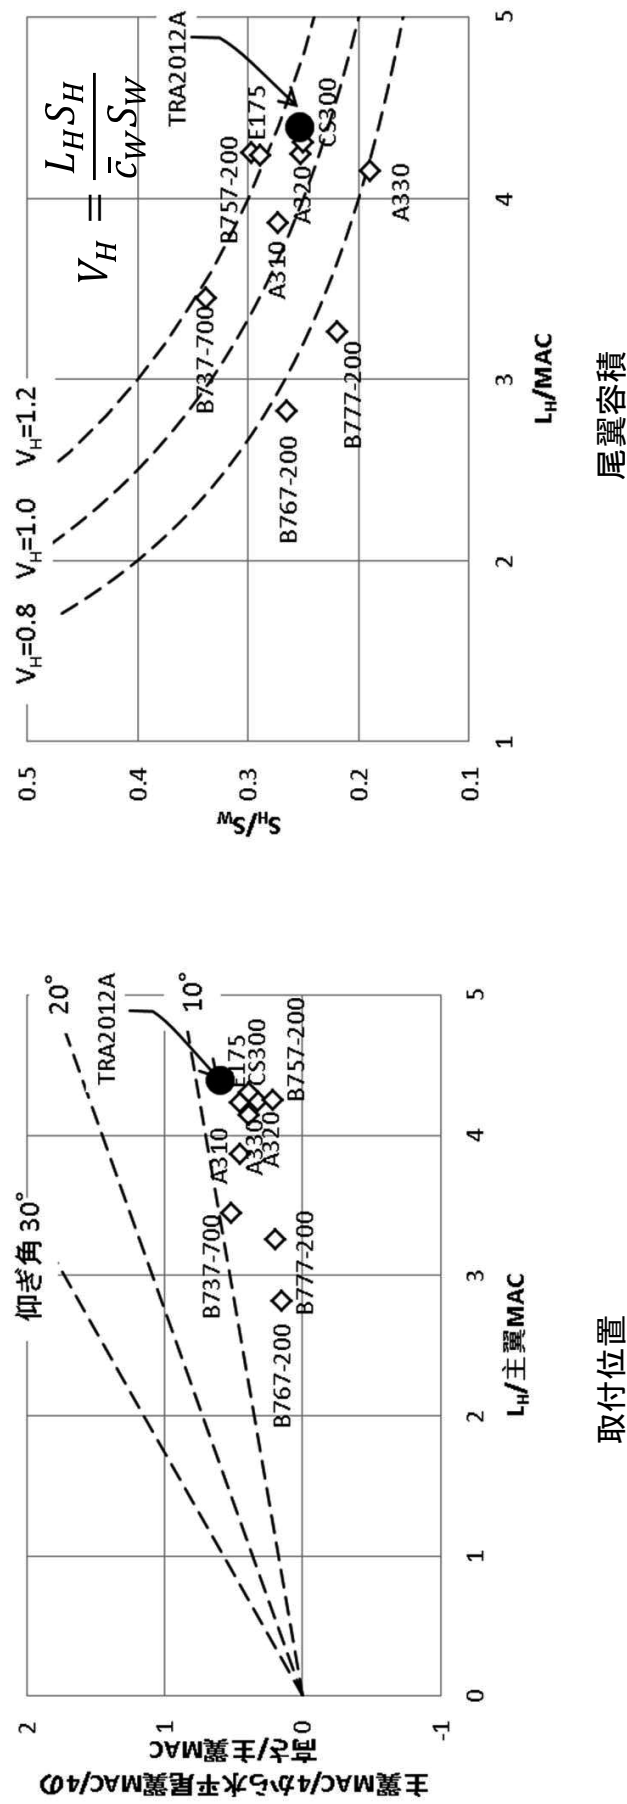 主翼MAC/4から水平尾翼MAC/4の
高さ/主翼MAC
2
1
0
-1
仰ぎ角 30°
20°
10°
TRA2012A
B737-700
A310
E175
CS300
A330
A320
B757-200
B767-200
B777-200
0
1
2
3
4
5
L_H/主翼MAC
取付位置
S_H/S_W
0.5
0.4
0.3
0.2
0.1
V_H=0.8
V_H=1.0
V_H=1.2
V_H = L_H S_H / c̄_W S_W
TRA2012A
B757-200
E175
B737-700
A310
A320
CS300
B767-200
B777-200
A330
1
2
3
4
5
L_H/MAC
尾翼容積